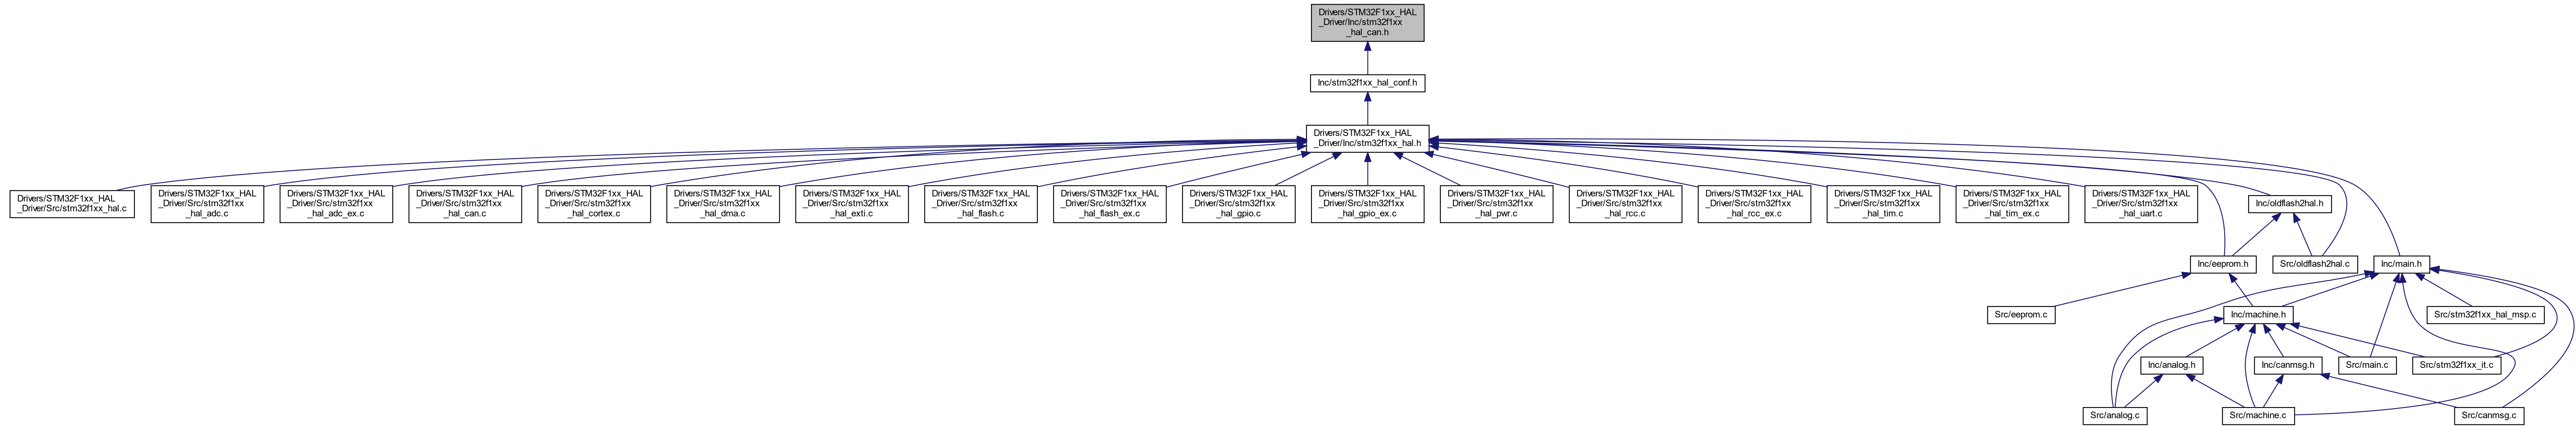 Drivers/STM32F1xx_HAL
_Driver/Inc/stm32f1xx
_hal_can.h
Inc/stm32f1xx_hal_conf.h
Drivers/STM32F1xx_HAL
_Driver/Inc/stm32f1xx_hal.h
Drivers/STM32F1xx_HAL
_Driver/Src/stm32f1xx_hal.c
Drivers/STM32F1xx_HAL
_Driver/Src/stm32f1xx
_hal_adc.c
Drivers/STM32F1xx_HAL
_Driver/Src/stm32f1xx
_hal_adc_ex.c
Drivers/STM32F1xx_HAL
_Driver/Src/stm32f1xx
_hal_can.c
Drivers/STM32F1xx_HAL
_Driver/Src/stm32f1xx
_hal_cortex.c
Drivers/STM32F1xx_HAL
_Driver/Src/stm32f1xx
_hal_dma.c
Drivers/STM32F1xx_HAL
_Driver/Src/stm32f1xx
_hal_exti.c
Drivers/STM32F1xx_HAL
_Driver/Src/stm32f1xx
_hal_flash.c
Drivers/STM32F1xx_HAL
_Driver/Src/stm32f1xx
_hal_flash_ex.c
Drivers/STM32F1xx_HAL
_Driver/Src/stm32f1xx
_hal_gpio.c
Drivers/STM32F1xx_HAL
_Driver/Src/stm32f1xx
_hal_gpio_ex.c
Drivers/STM32F1xx_HAL
_Driver/Src/stm32f1xx
_hal_pwr.c
Drivers/STM32F1xx_HAL
_Driver/Src/stm32f1xx
_hal_rcc.c
Drivers/STM32F1xx_HAL
_Driver/Src/stm32f1xx
_hal_rcc_ex.c
Drivers/STM32F1xx_HAL
_Driver/Src/stm32f1xx
_hal_tim.c
Drivers/STM32F1xx_HAL
_Driver/Src/stm32f1xx
_hal_tim_ex.c
Drivers/STM32F1xx_HAL
_Driver/Src/stm32f1xx
_hal_uart.c
Inc/oldflash2hal.h
Inc/eeprom.h
Src/oldflash2hal.c
Inc/main.h
Src/eeprom.c
Inc/machine.h
Src/stm32f1xx_hal_msp.c
Inc/analog.h
Inc/canmsg.h
Src/main.c
Src/stm32f1xx_it.c
Src/analog.c
Src/machine.c
Src/canmsg.c